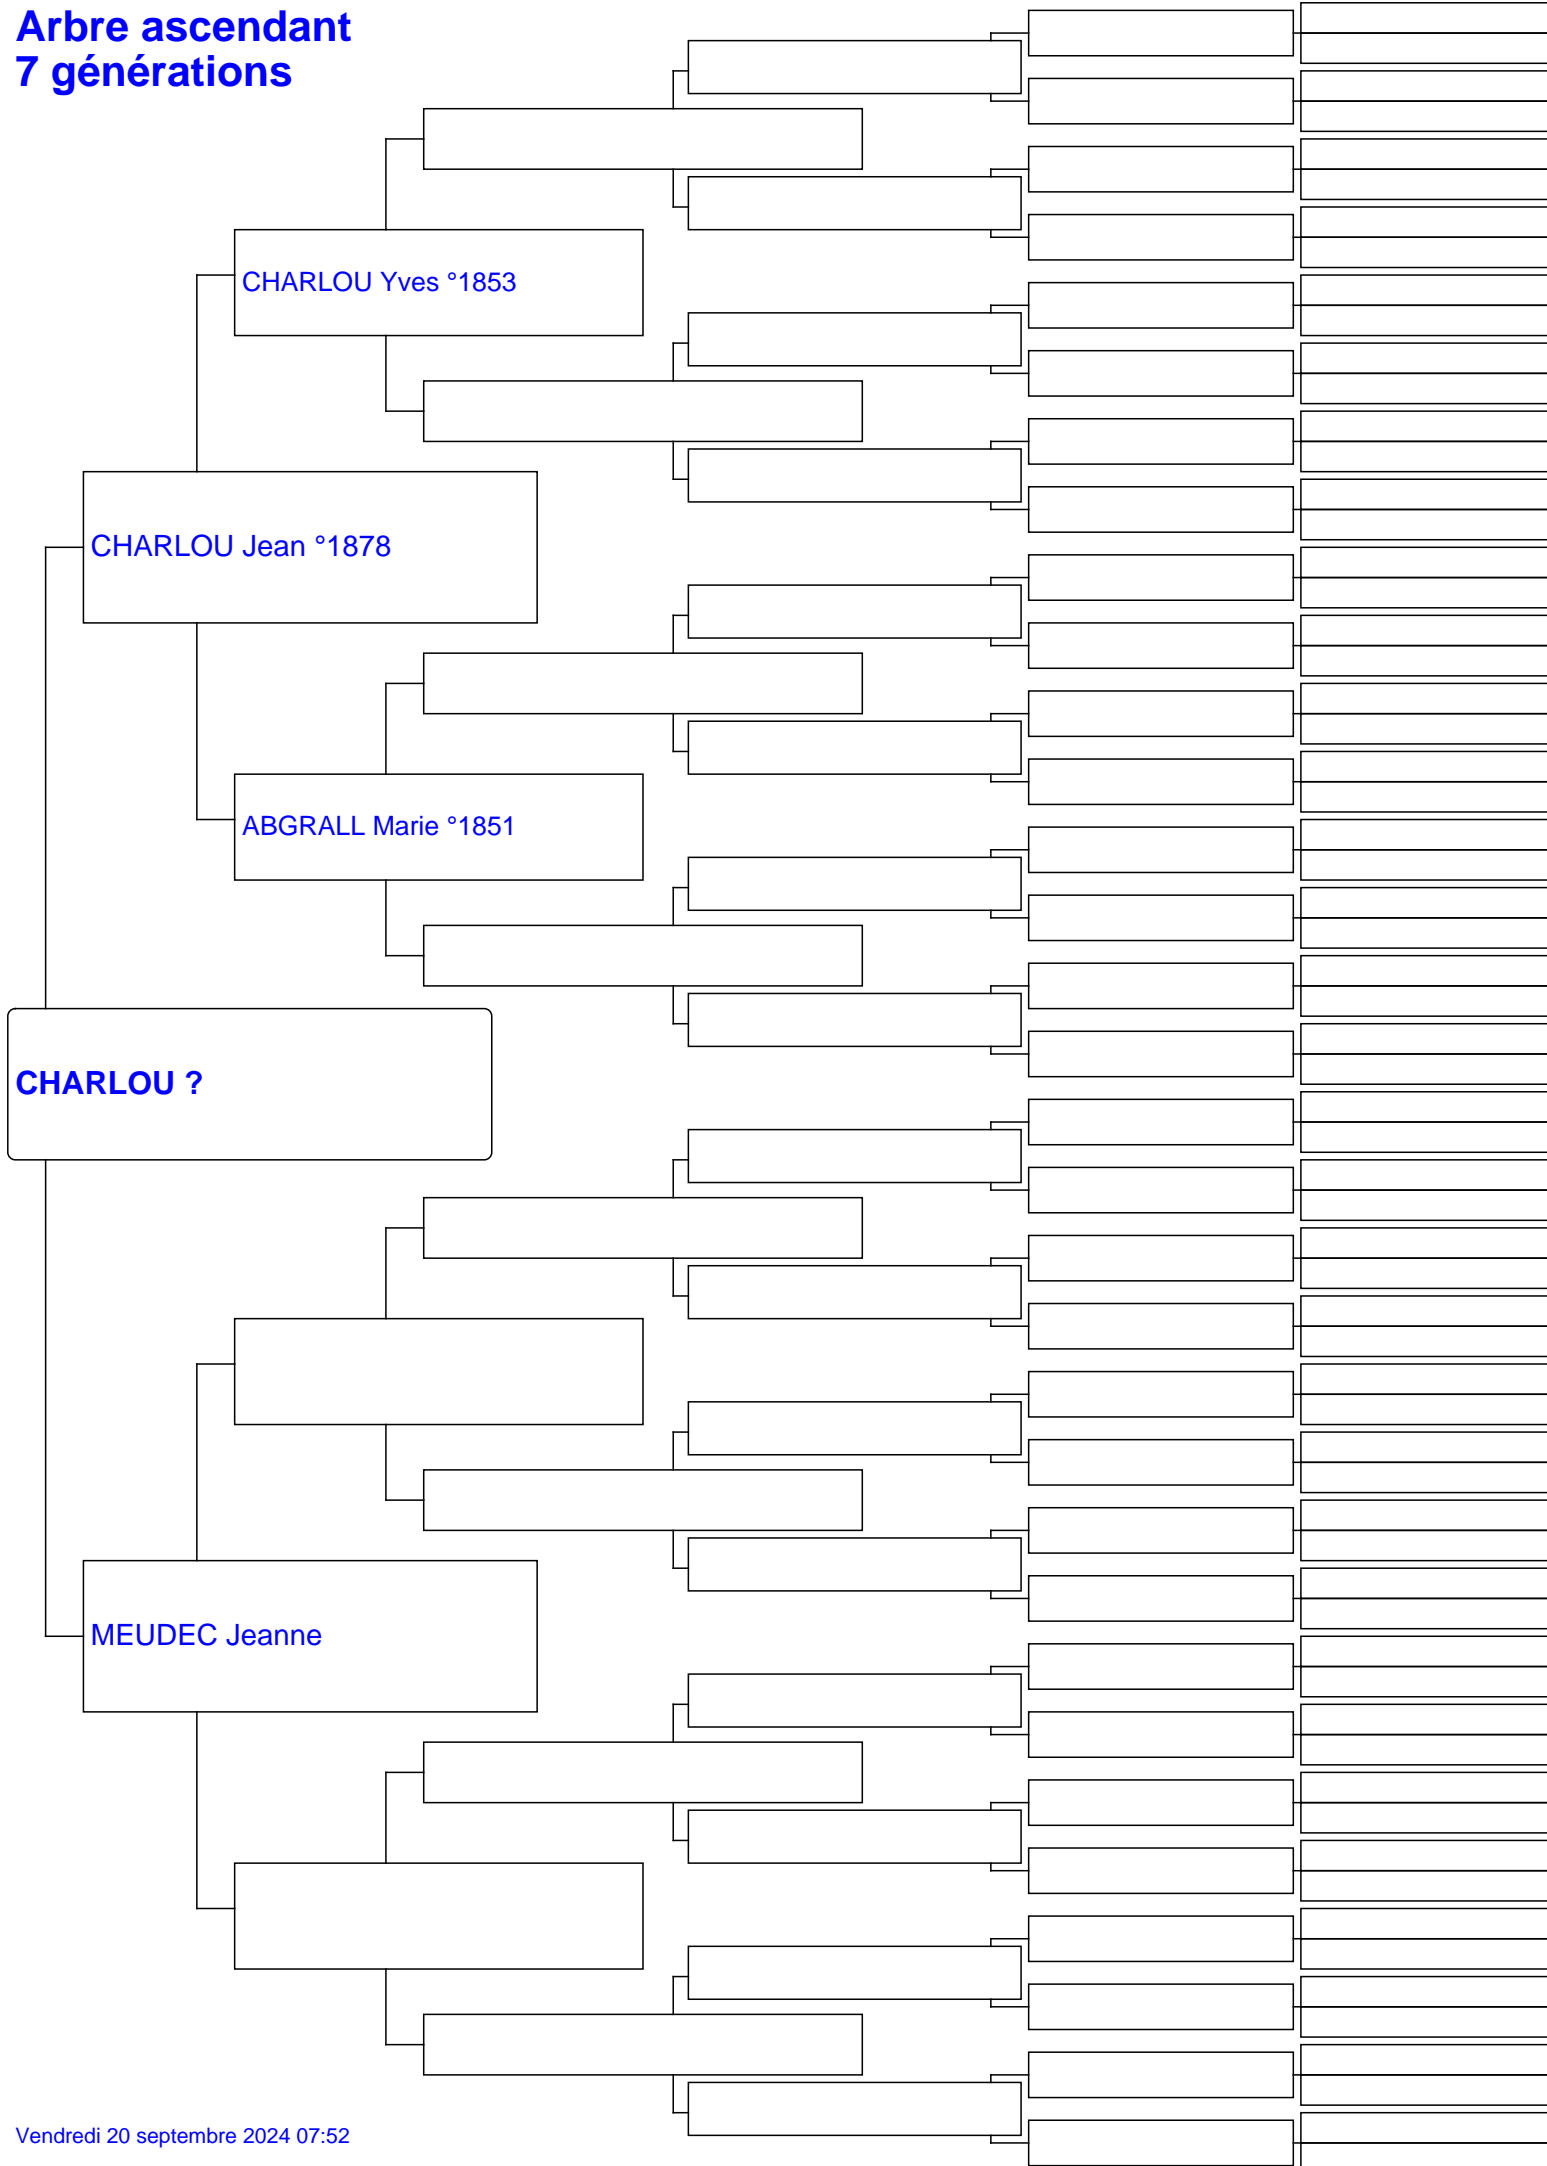 Arbre ascendant
7 générations
CHARLOU Yves °1853
CHARLOU Jean °1878
ABGRALL Marie °1851
CHARLOU ?
MEUDEC Jeanne
Vendredi 20 septembre 2024 07:52